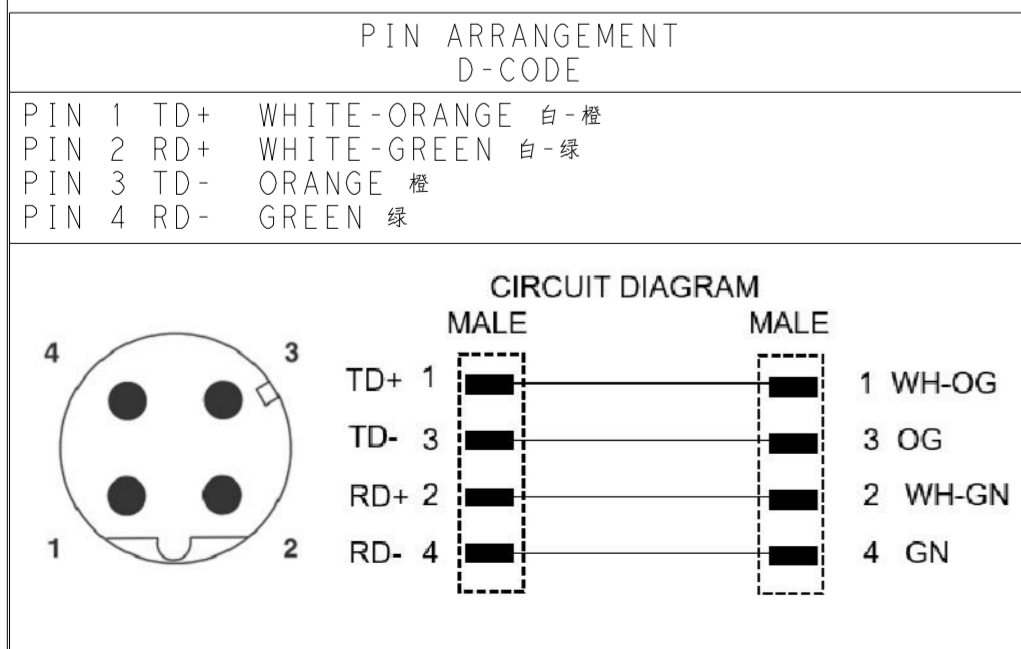 PIN ARRANGEMENT
D-CODE
PIN 1 TD+ WHITE-ORANGE 白-橙
PIN 2 RD+ WHITE-GREEN 白-绿
PIN 3 TD- ORANGE 橙
PIN 4 RD- GREEN 绿
CIRCUIT DIAGRAM
MALE MALE
4 3
1 2
TD+ 1 1 WH-OG
TD- 3 3 OG
RD+ 2 2 WH-GN
RD- 4 4 GN